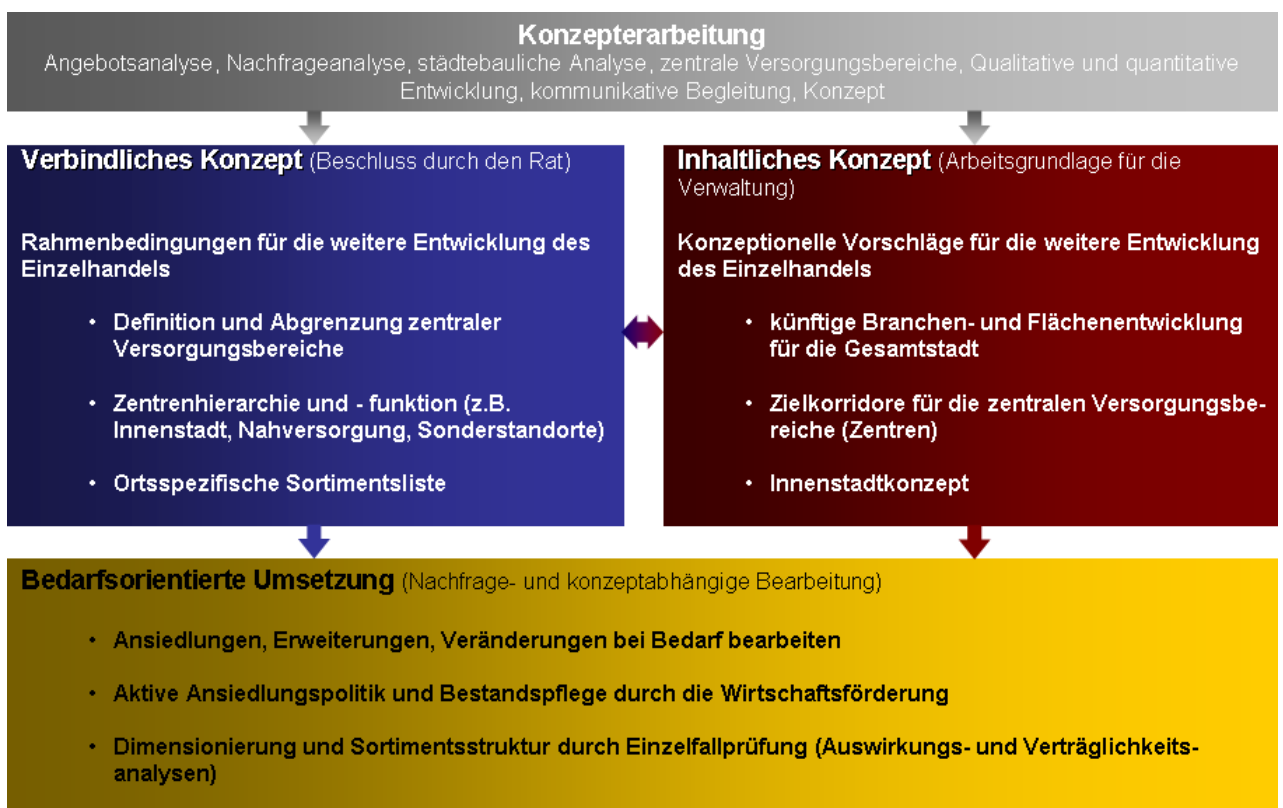 Konzepterarbeitung
Angebotsanalyse, Nachfrageanalyse, städtebauliche Analyse, zentrale Versorgungsbereiche, Qualitative und quantitative
Entwicklung, kommunikative Begleitung, Konzept
Verbindliches Konzept (Beschluss durch den Rat)
Rahmenbedingungen für die weitere Entwicklung des
Einzelhandels
• Definition und Abgrenzung zentraler
Versorgungsbereiche
• Zentrenhierarchie und - funktion (z.B.
Innenstadt, Nahversorgung, Sonderstandorte)
• Ortsspezifische Sortimentsliste
Inhaltliches Konzept (Arbeitsgrundlage für die
Verwaltung)
Konzeptionelle Vorschläge für die weitere Entwicklung
des Einzelhandels
• künftige Branchen- und Flächenentwicklung
für die Gesamtstadt
• Zielkorridore für die zentralen Versorgungsbe-
reiche (Zentren)
• Innenstadtkonzept
Bedarfsorientierte Umsetzung (Nachfrage- und konzeptabhängige Bearbeitung)
• Ansiedlungen, Erweiterungen, Veränderungen bei Bedarf bearbeiten
• Aktive Ansiedlungspolitik und Bestandspflege durch die Wirtschaftsförderung
• Dimensionierung und Sortimentsstruktur durch Einzelfallprüfung (Auswirkungs- und Verträglichkeits-
analysen)